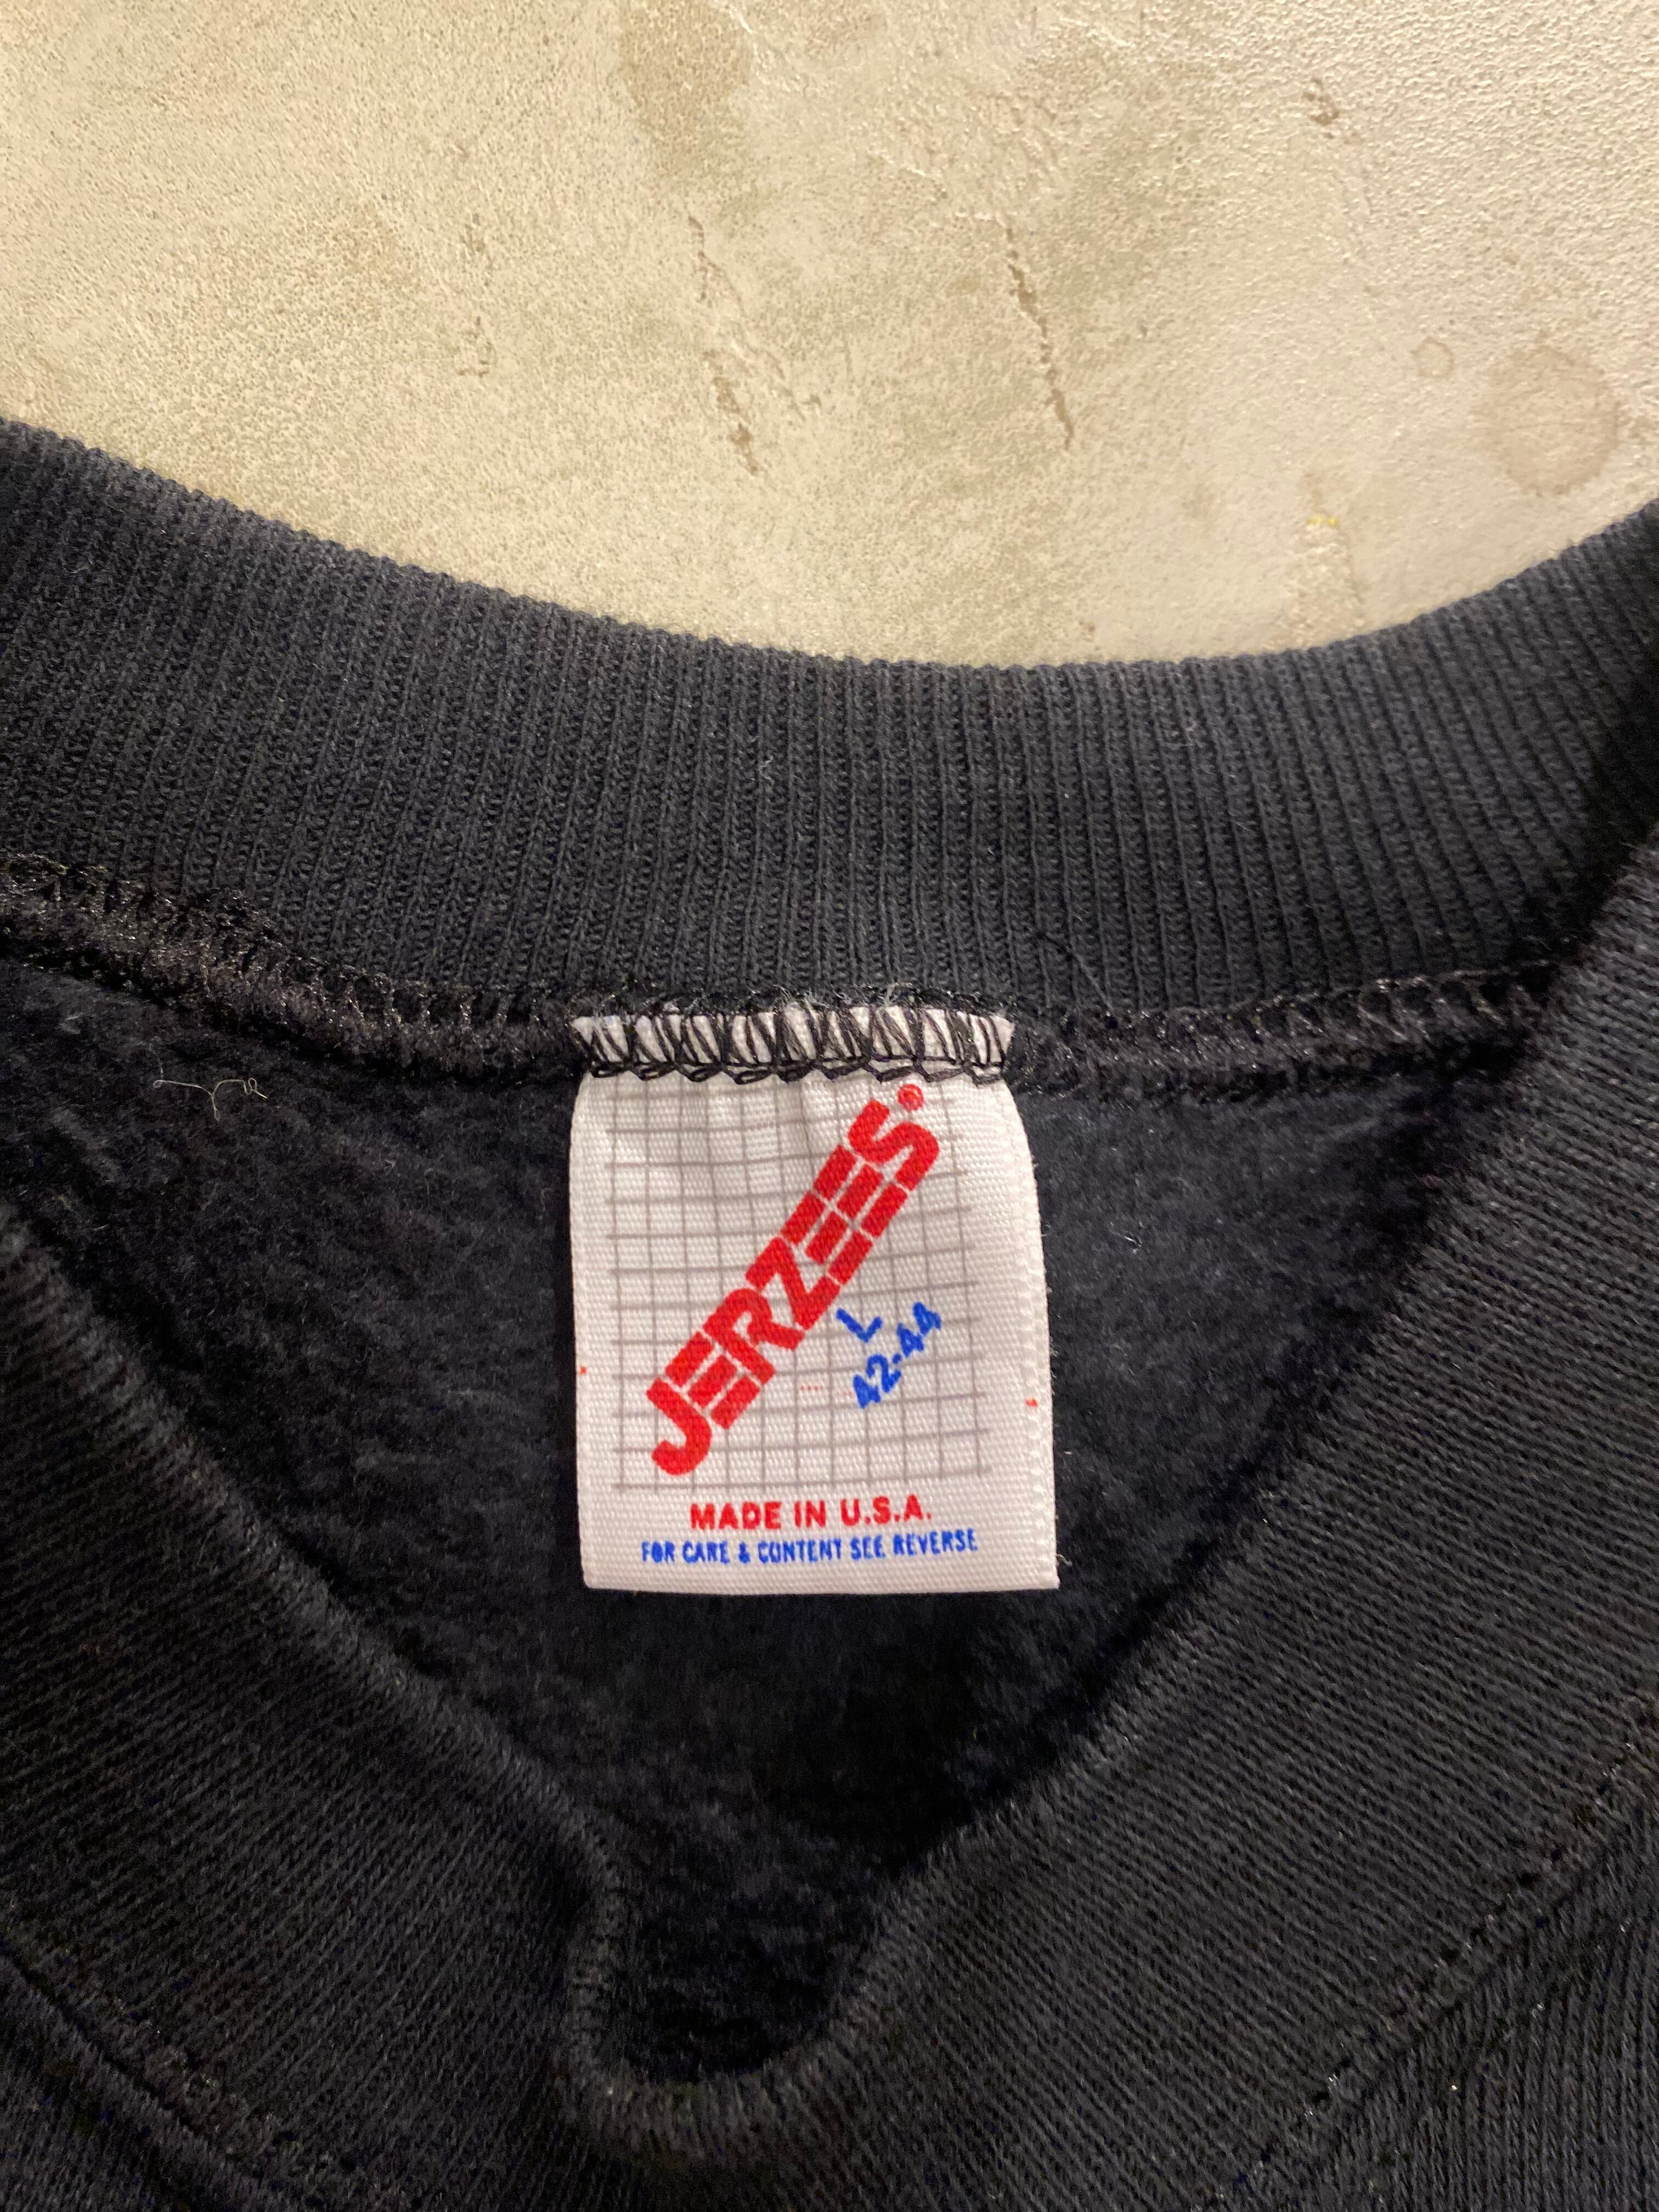 JERZEES®
L
42-44
MADE IN U.S.A.
FOR CARE & CONTENT SEE REVERSE